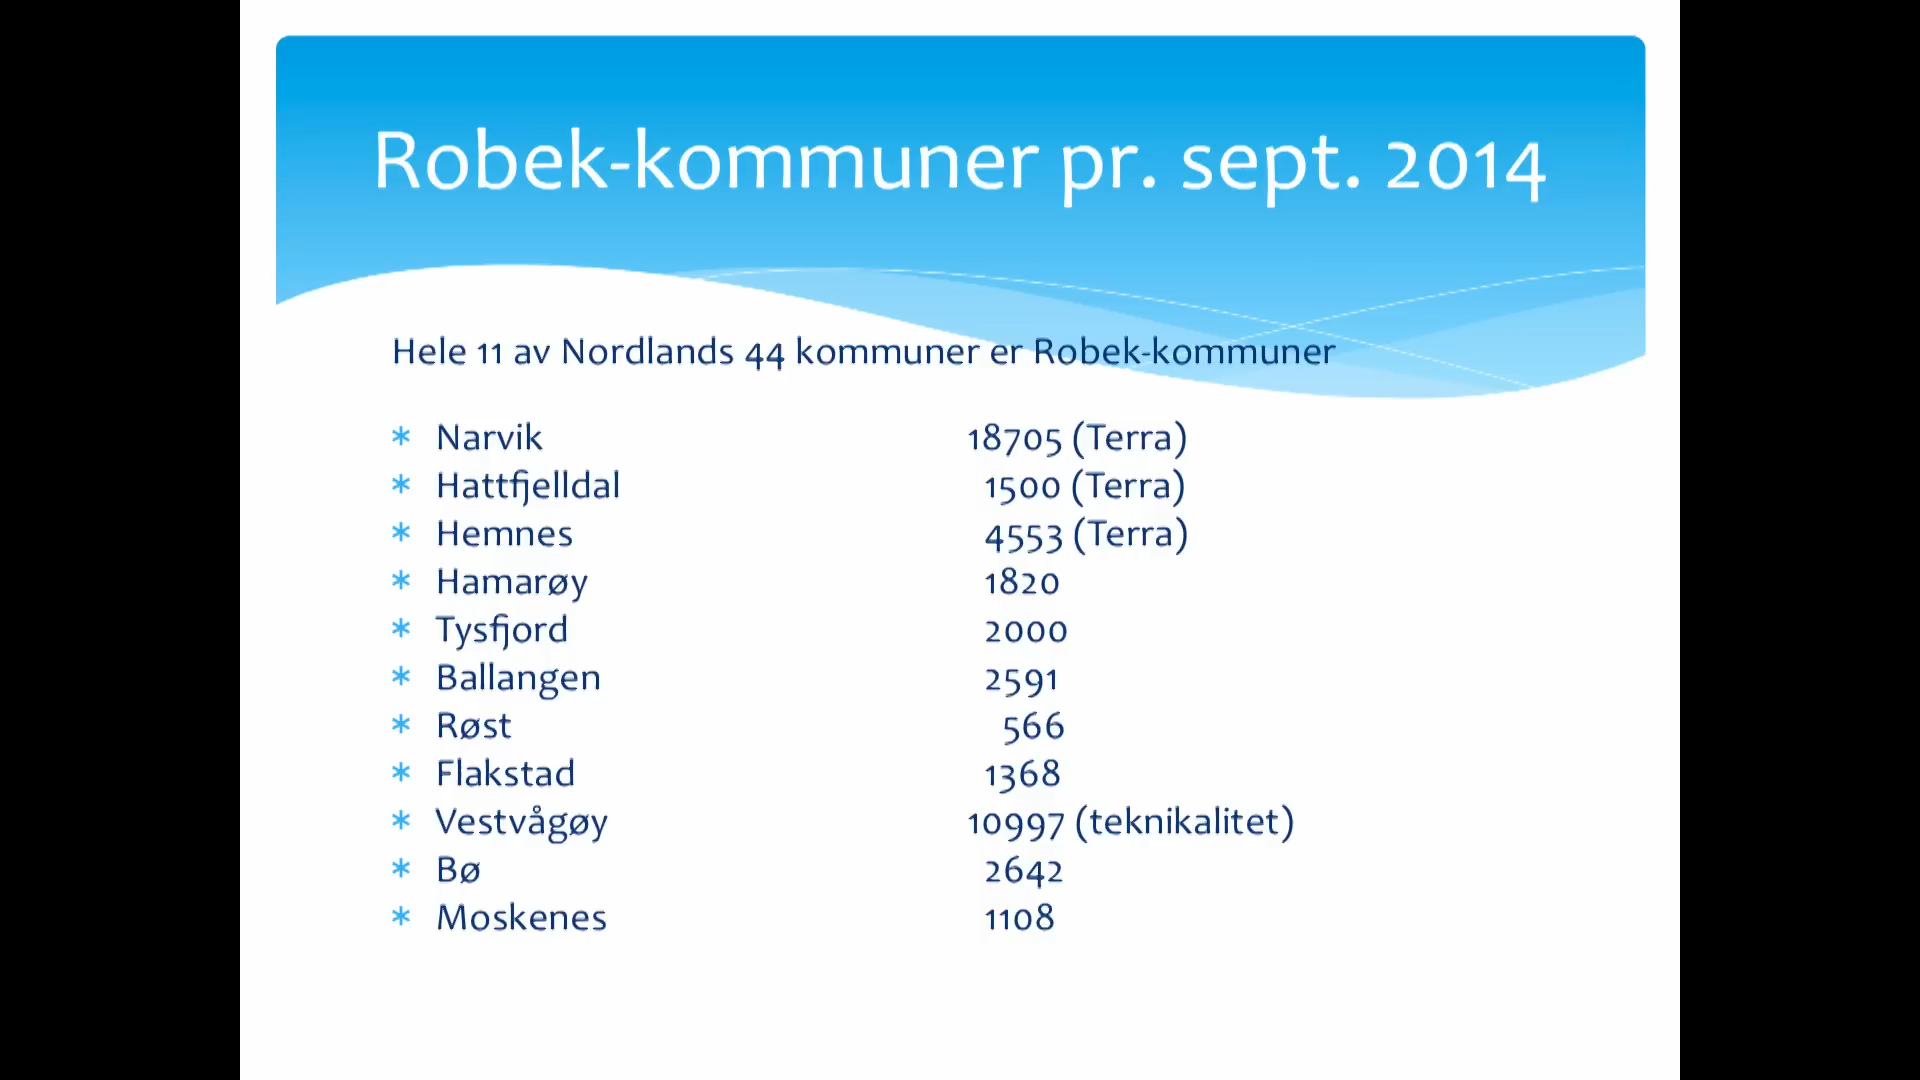 Robek-kommuner pr. sept. 2014
Hele 11 av Nordlands 44 kommuner er Robek-kommuner
* Narvik 18705 (Terra)
* Hattfjelldal 1500 (Terra)
* Hemnes 4553 (Terra)
* Hamarøy 1820
* Tysfjord 2000
* Ballangen 2591
* Røst 566
* Flakstad 1368
* Vestvågøy 10997 (teknikalitet)
* Bø 2642
* Moskenes 1108